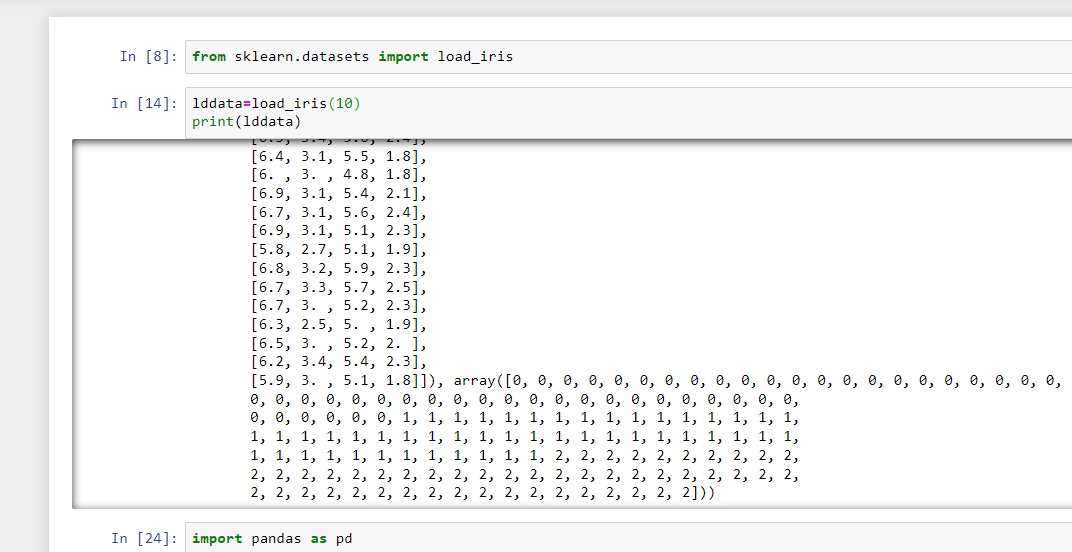 In [8]: from sklearn.datasets import load_iris
In [14]: lddata=load_iris(10)
print(lddata)
[6.4, 3.1, 5.5, 1.8],
[6. , 3. , 4.8, 1.8],
[6.9, 3.1, 5.4, 2.1],
[6.7, 3.1, 5.6, 2.4],
[6.9, 3.1, 5.1, 2.3],
[5.8, 2.7, 5.1, 1.9],
[6.8, 3.2, 5.9, 2.3],
[6.7, 3.3, 5.7, 2.5],
[6.7, 3. , 5.2, 2.3],
[6.3, 2.5, 5. , 1.9],
[6.5, 3. , 5.2, 2. ],
[6.2, 3.4, 5.4, 2.3],
[5.9, 3. , 5.1, 1.8]]), array([0, 0, 0, 0, 0, 0, 0, 0, 0, 0, 0, 0, 0, 0, 0, 0, 0, 0, 0, 0, 0, 0,
0, 0, 0, 0, 0, 0, 0, 0, 0, 0, 0, 0, 0, 0, 0, 0, 0, 0, 0, 0,
0, 0, 0, 0, 0, 0, 1, 1, 1, 1, 1, 1, 1, 1, 1, 1, 1, 1, 1, 1, 1, 1,
1, 1, 1, 1, 1, 1, 1, 1, 1, 1, 1, 1, 1, 1, 1, 1, 1, 1, 1, 1, 1, 1,
1, 1, 1, 1, 1, 1, 1, 1, 1, 1, 1, 1, 2, 2, 2, 2, 2, 2, 2, 2, 2, 2,
2, 2, 2, 2, 2, 2, 2, 2, 2, 2, 2, 2, 2, 2, 2, 2, 2, 2, 2, 2, 2, 2,
2, 2, 2, 2, 2, 2, 2, 2, 2, 2, 2, 2, 2, 2, 2, 2, 2, 2]))
In [24]: import pandas as pd